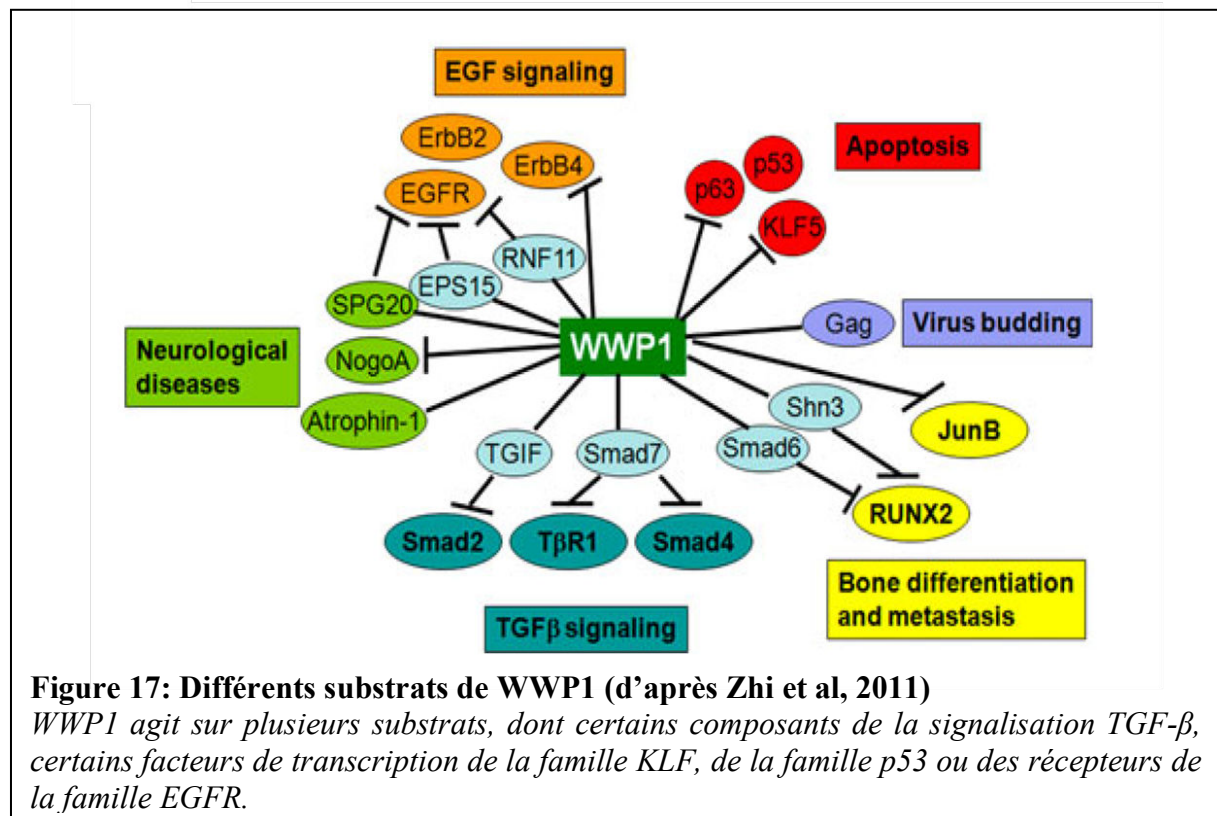 EGF signaling
ErbB2
ErbB4
EGFR
Apoptosis
p53
p63
KLF5
RNF11
EPS15
SPG20
Gag
Virus budding
Neurological
diseases
NogoA
WWP1
Atrophin-1
Shn3
JunB
TGIF
Smad7
Smad6
RUNX2
Smad2
TβR1
Smad4
Bone differentiation
and metastasis
TGFβ signaling
Figure 17: Différents substrats de WWP1 (d’après Zhi et al, 2011)
WWP1 agit sur plusieurs substrats, dont certains composants de la signalisation TGF-β,
certains facteurs de transcription de la famille KLF, de la famille p53 ou des récepteurs de
la famille EGFR.